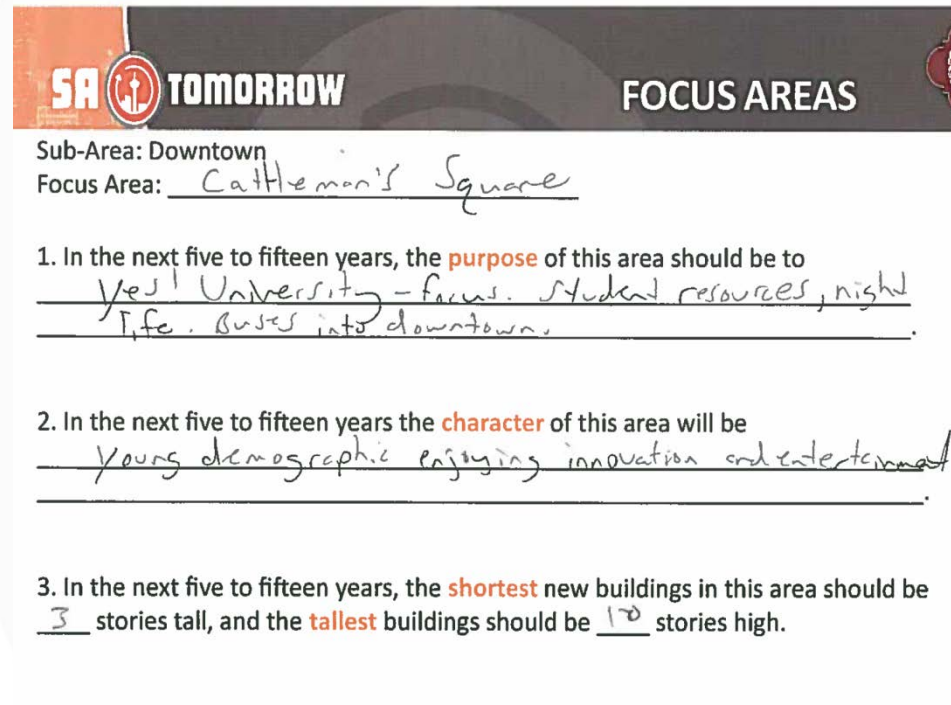 SA TOMORROW
FOCUS AREAS
Sub-Area: Downtown
Focus Area: Cattleman's Square
1. In the next five to fifteen years, the purpose of this area should be to
Yes! University-focus. Student resources, night
life. Buses into downtown.
2. In the next five to fifteen years the character of this area will be
Young demographic enjoying innovation and entertainment
3. In the next five to fifteen years, the shortest new buildings in this area should be
3 stories tall, and the tallest buildings should be 10 stories high.